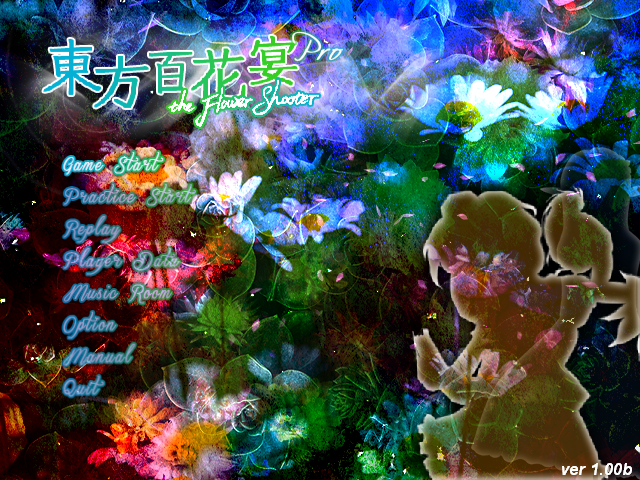 東方百花宴 Pro
the Flower Shooter
Game Start
Practice Start
Replay
Player Data
Music Room
Option
Manual
Quit
ver 1.00b